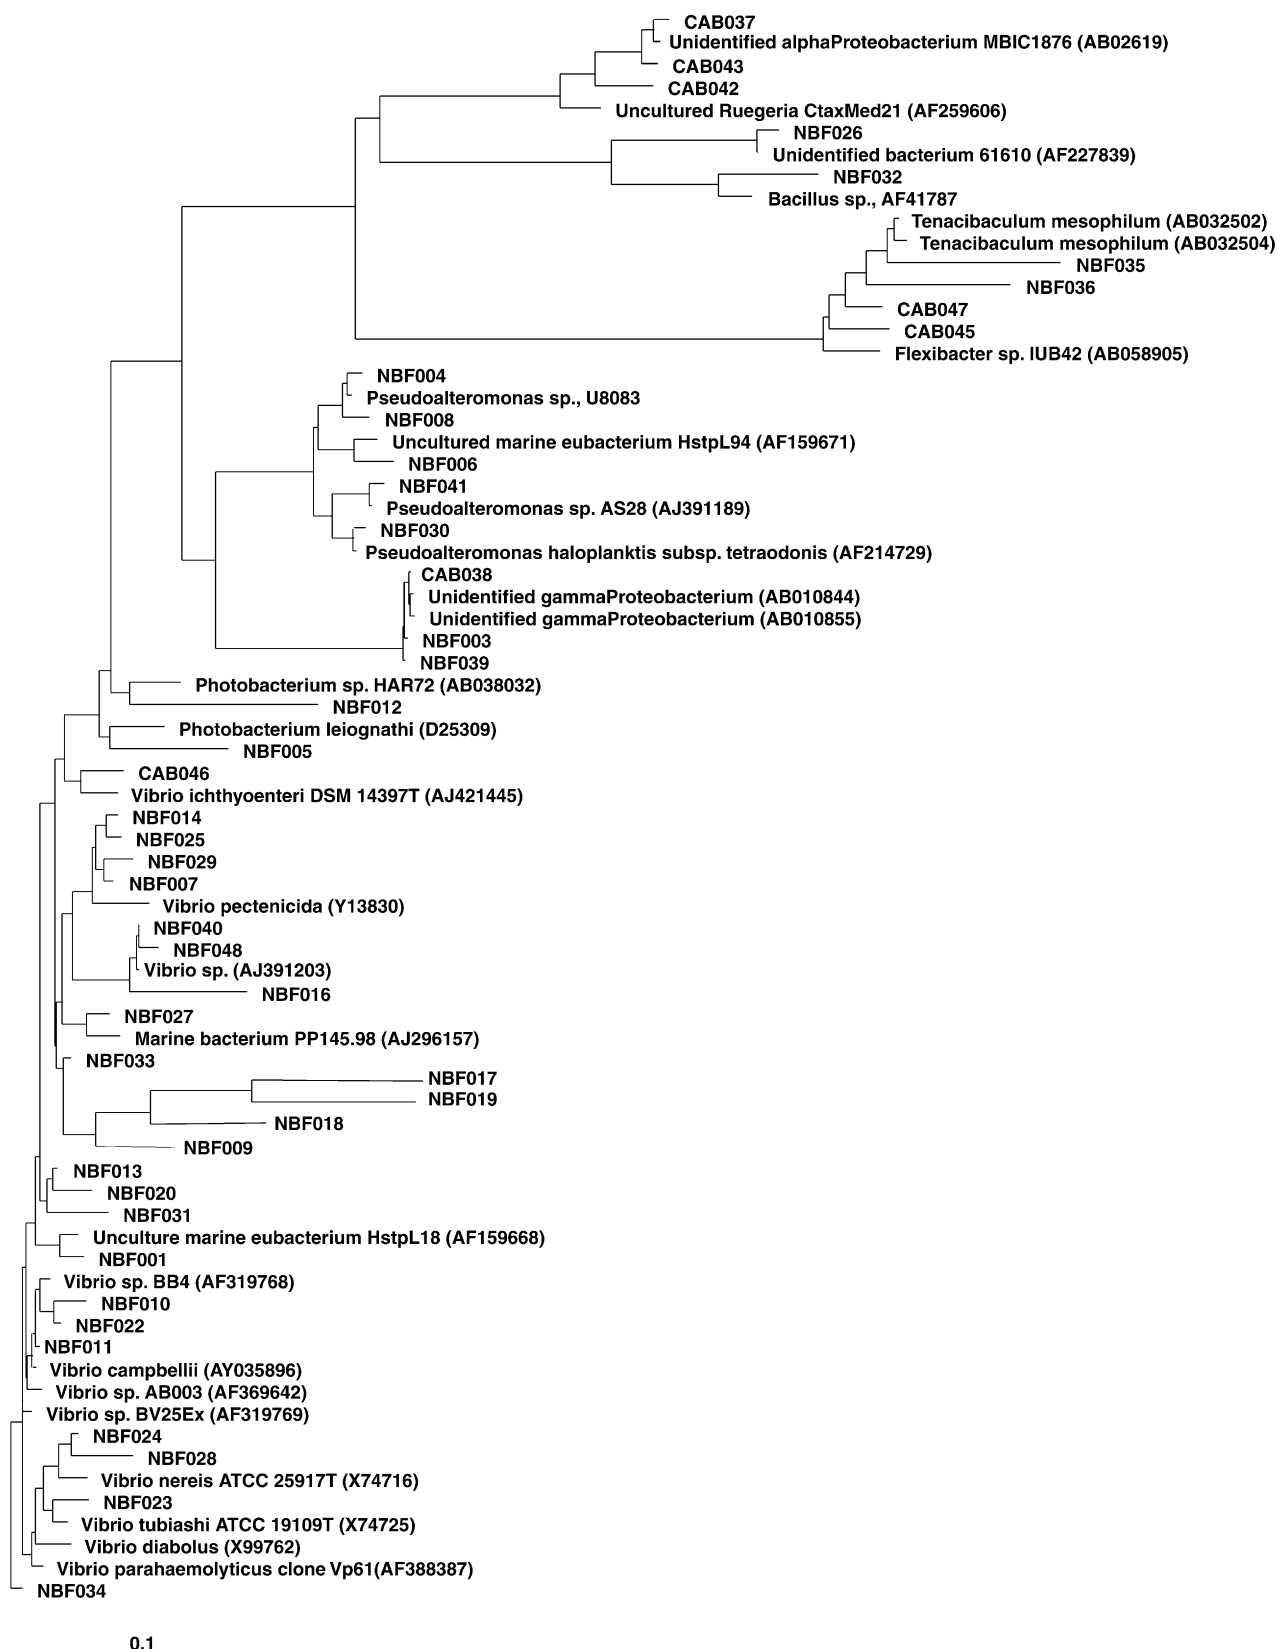 CAB037
Unidentified alphaProteobacterium MBIC1876 (AB02619)
CAB043
CAB042
Uncultured Ruegeria CtaxMed21 (AF259606)
NBF026
Unidentified bacterium 61610 (AF227839)
NBF032
Bacillus sp., AF41787
Tenacibaculum mesophilum (AB032502)
Tenacibaculum mesophilum (AB032504)
NBF035
NBF036
CAB047
CAB045
Flexibacter sp. IUB42 (AB058905)
NBF004
Pseudoalteromonas sp., U8083
NBF008
Uncultured marine eubacterium HstpL94 (AF159671)
NBF006
NBF041
Pseudoalteromonas sp. AS28 (AJ391189)
NBF030
Pseudoalteromonas haloplanktis subsp. tetraodonis (AF214729)
CAB038
Unidentified gammaProteobacterium (AB010844)
Unidentified gammaProteobacterium (AB010855)
NBF003
NBF039
Photobacterium sp. HAR72 (AB038032)
NBF012
Photobacterium leiognathi (D25309)
NBF005
CAB046
Vibrio ichthyoenteri DSM 14397T (AJ421445)
NBF014
NBF025
NBF029
NBF007
Vibrio pectenicida (Y13830)
NBF040
NBF048
Vibrio sp. (AJ391203)
NBF016
NBF027
Marine bacterium PP145.98 (AJ296157)
NBF033
NBF017
NBF019
NBF018
NBF009
NBF013
NBF020
NBF031
Unculture marine eubacterium HstpL18 (AF159668)
NBF001
Vibrio sp. BB4 (AF319768)
NBF010
NBF022
NBF011
Vibrio campbellii (AY035896)
Vibrio sp. AB003 (AF369642)
Vibrio sp. BV25Ex (AF319769)
NBF024
NBF028
Vibrio nereis ATCC 25917T (X74716)
NBF023
Vibrio tubiashi ATCC 19109T (X74725)
Vibrio diabolus (X99762)
Vibrio parahaemolyticus clone Vp61(AF388387)
NBF034
0.1